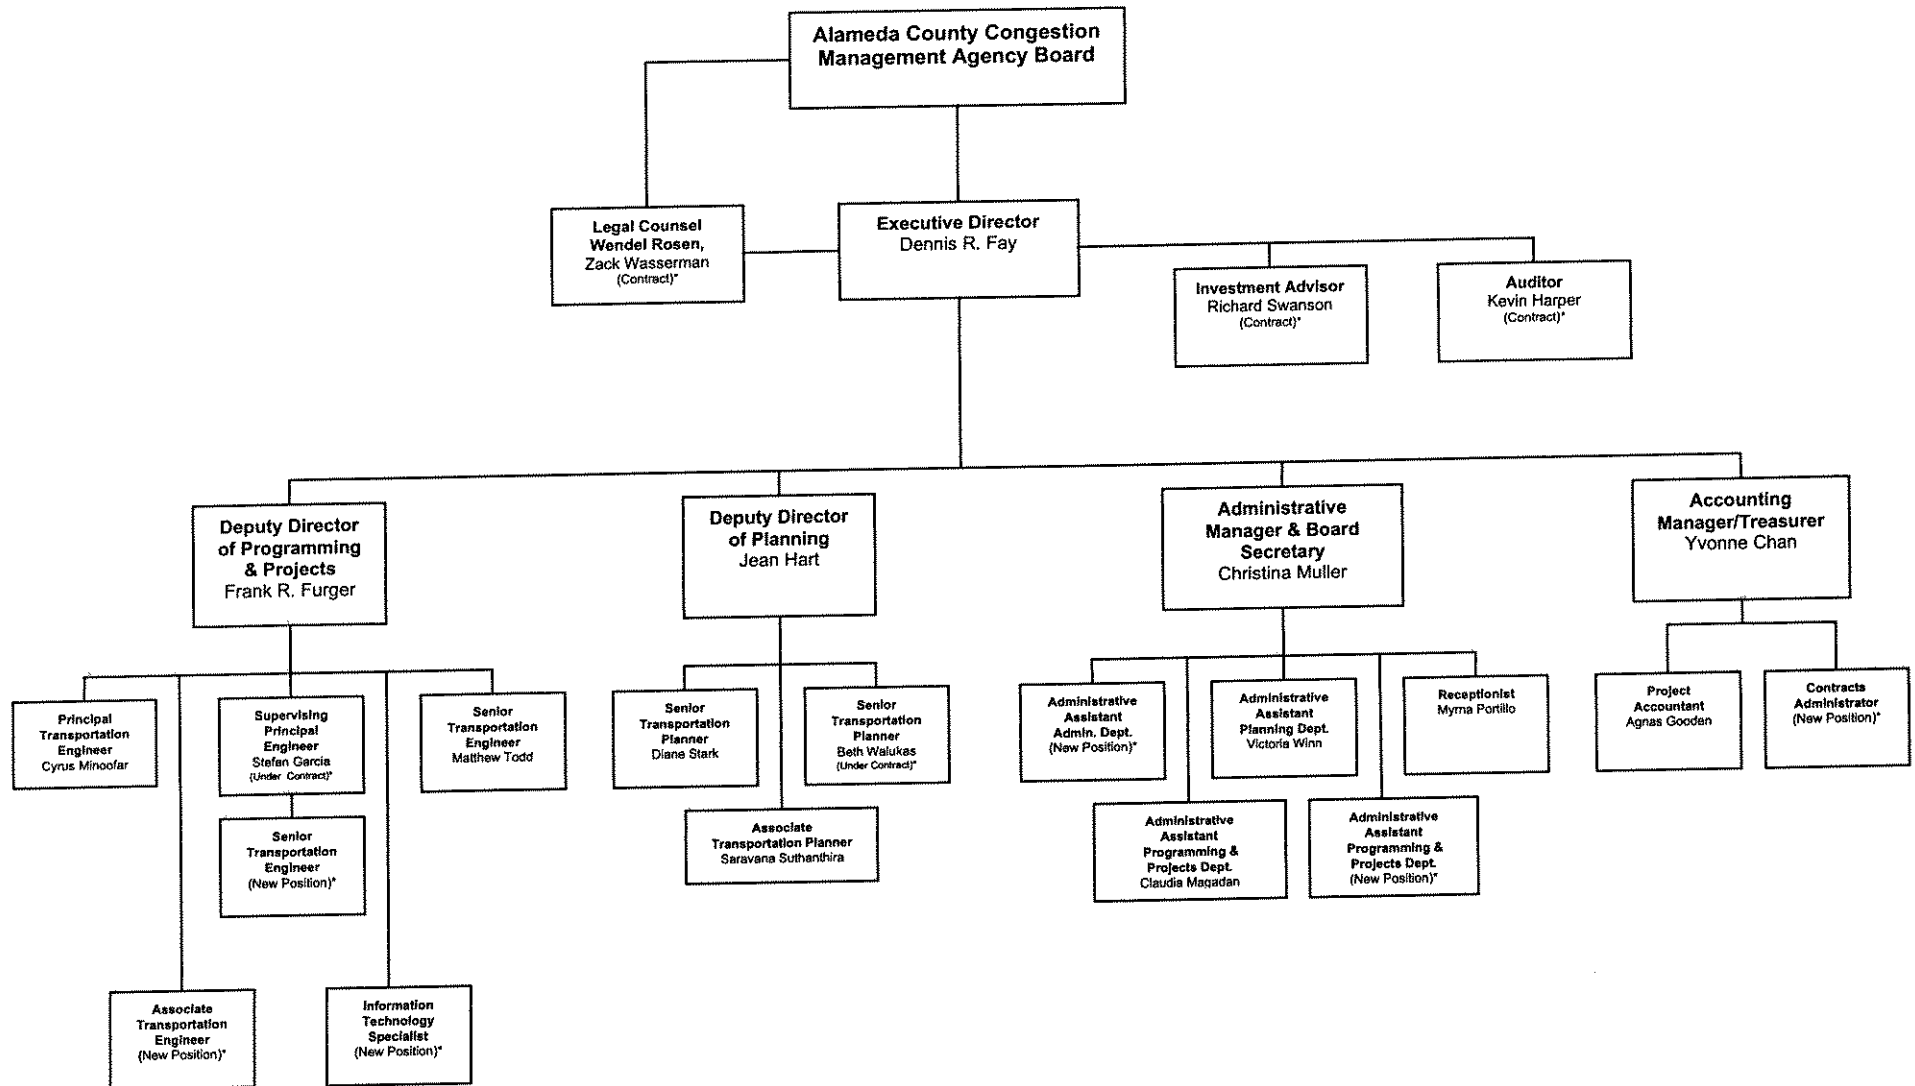 Alameda County Congestion
Management Agency Board
Legal Counsel
Wendel Rosen,
Zack Wasserman
(Contract)*
Executive Director
Dennis R. Fay
Investment Advisor
Richard Swanson
(Contract)*
Auditor
Kevin Harper
(Contract)*
Deputy Director
of Programming
& Projects
Frank R. Furger
Deputy Director
of Planning
Jean Hart
Administrative
Manager & Board
Secretary
Christina Muller
Accounting
Manager/Treasurer
Yvonne Chan
Principal
Transportation
Engineer
Cyrus Minoofar
Supervising
Principal
Engineer
Stefan Garcia
(Under Contract)*
Senior
Transportation
Engineer
Matthew Todd
Senior
Transportation
Engineer
(New Position)*
Associate
Transportation
Engineer
(New Position)*
Information
Technology
Specialist
(New Position)*
Senior
Transportation
Planner
Diane Stark
Senior
Transportation
Planner
Beth Walukas
(Under Contract)*
Associate
Transportation Planner
Saravana Suthanthira
Administrative
Assistant
Admin. Dept.
(New Position)*
Administrative
Assistant
Planning Dept.
Victoria Winn
Receptionist
Myrna Portillo
Administrative
Assistant
Programming &
Projects Dept.
Claudia Magadan
Administrative
Assistant
Programming &
Projects Dept.
(New Position)*
Project
Accountant
Agnas Gooden
Contracts
Administrator
(New Position)*